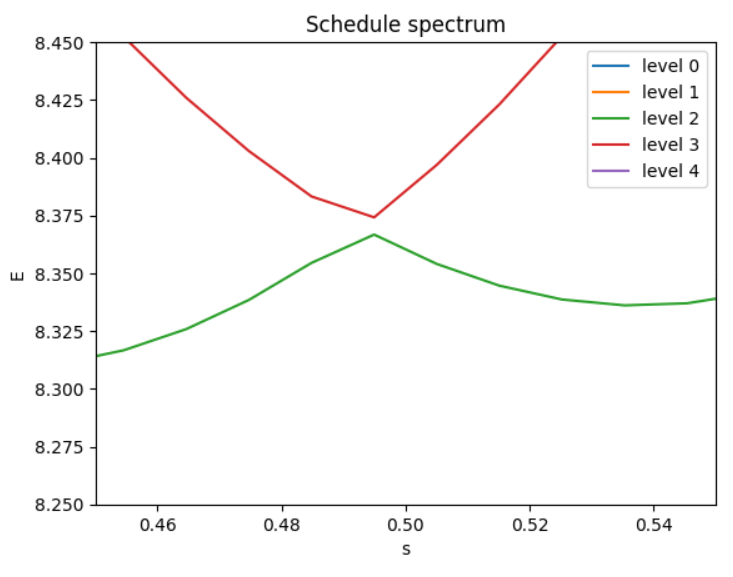 Schedule spectrum
8.450
8.425
8.400
8.375
8.350
8.325
8.300
8.275
8.250
E
level 0
level 1
level 2
level 3
level 4
0.46 0.48 0.50 0.52 0.54
s